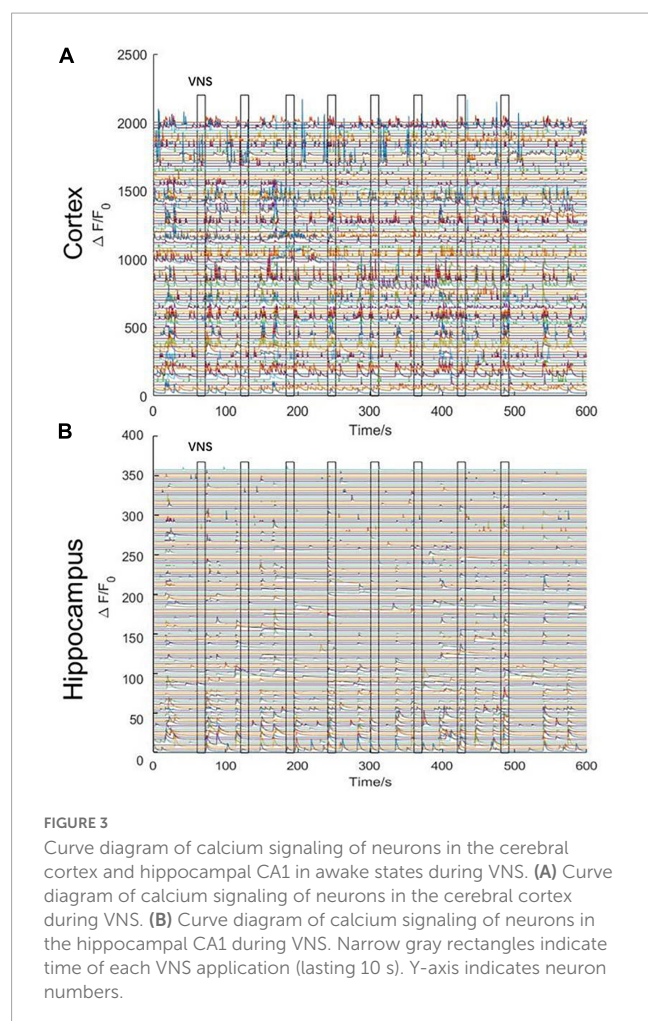 A
2500
VNS
2000
1500
1000
500
0
Cortex
Δ F/F0
0 100 200 300 400 500 600
Time/s
B
400
VNS
350
300
250
200
150
100
50
0
Hippocampus
Δ F/F0
0 100 200 300 400 500 600
Time/s
FIGURE 3
Curve diagram of calcium signaling of neurons in the cerebral
cortex and hippocampal CA1 in awake states during VNS. (A) Curve
diagram of calcium signaling of neurons in the cerebral cortex
during VNS. (B) Curve diagram of calcium signaling of neurons in
the hippocampal CA1 during VNS. Narrow gray rectangles indicate
time of each VNS application (lasting 10 s). Y-axis indicates neuron
numbers.